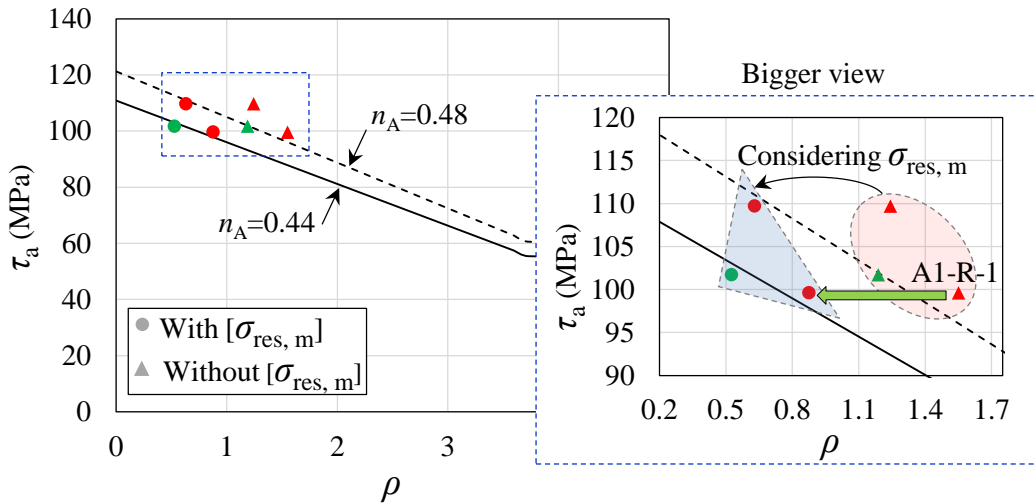 140
120
100
80
60
40
20
0
τa (MPa)
0
1
2
3
ρ
nA=0.48
nA=0.44
With [σres, m]
Without [σres, m]
Bigger view
120
115
110
105
100
95
90
τa (MPa)
0.2
0.5
0.8
1.1
1.4
1.7
ρ
Considering σres, m
A1-R-1